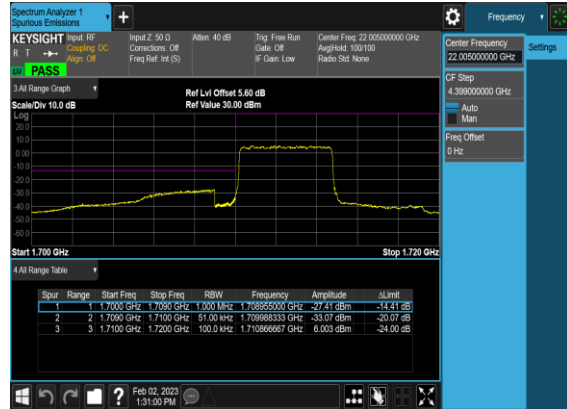 Spectrum Analyzer 1
Spurious Emissions
Frequency
KEYSIGHT
R T
LW
PASS
Input: RF
Coupling: DC
Align: Off
Input Z: 50 Ω
Corrections: Off
Freq Ref: Int (S)
Atten: 40 dB
Trig: Free Run
Gate: Off
IF Gain: Low
Center Freq: 22.005000000 GHz
Avg|Hold: 100/100
Radio Std: None
Center Frequency
22.005000000 GHz
Settings
CF Step
4.399000000 GHz
Auto
Man
Freq Offset
0 Hz
3 All Range Graph
Scale/Div 10.0 dB
Ref Lvl Offset 5.60 dB
Ref Value 30.00 dBm
Log
20.0
10.0
0.00
-10.0
-20.0
-30.0
-40.0
-50.0
-60.0
Start 1.700 GHz
Stop 1.720 GHz
4 All Range Table
Spur Range Start Freq Stop Freq RBW Frequency Amplitude ΔLimit
1 1 1.7000 GHz 1.7090 GHz 1.000 MHz 1.708955000 GHz -27.41 dBm -14.41 dB
2 2 1.7090 GHz 1.7100 GHz 51.00 kHz 1.709988333 GHz -33.07 dBm -20.07 dB
3 3 1.7100 GHz 1.7200 GHz 100.0 kHz 1.710866667 GHz 6.003 dBm -24.00 dB
Feb 02, 2023
1:31:00 PM